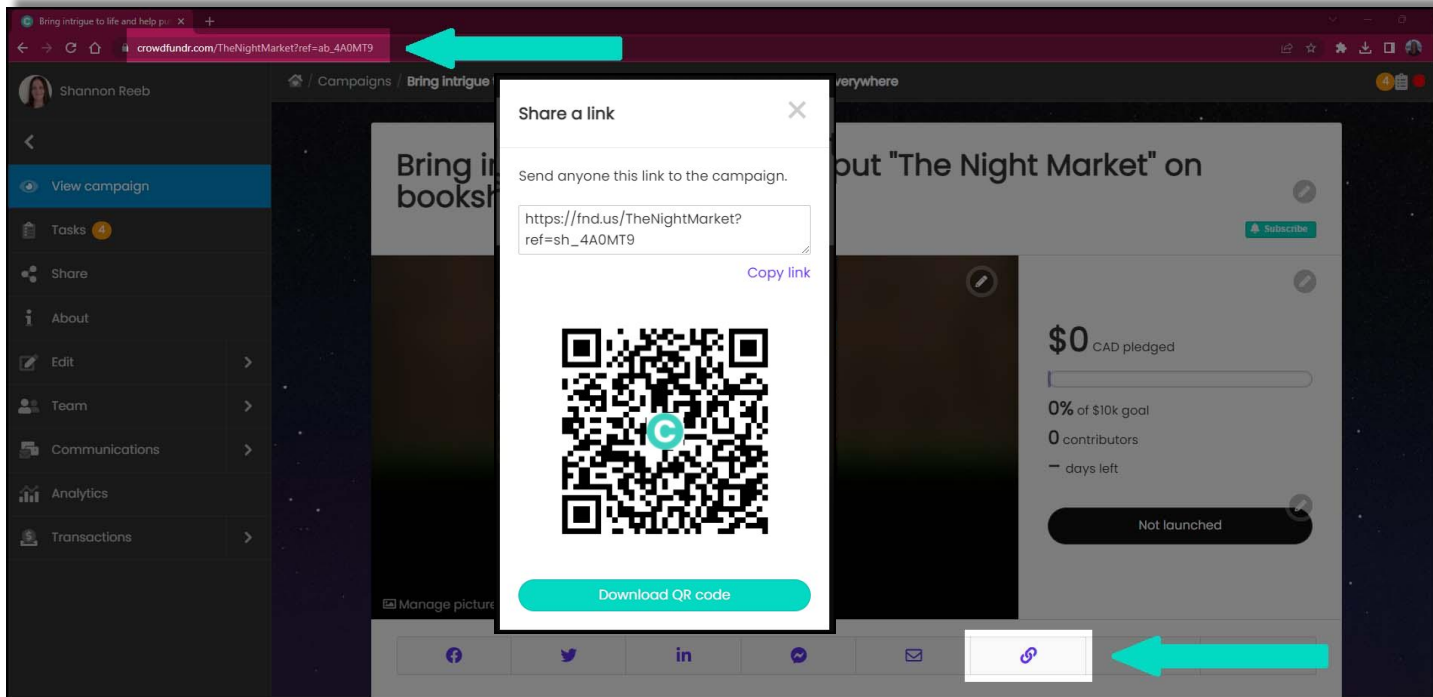 Bring intrigue to life and help pu
crowdfundr.com/TheNightMarket?ref=ab_4A0MT9
Shannon Reeb
/ Campaigns / Bring intrigue
verywhere
4
Share a link
Send anyone this link to the campaign.
https://fnd.us/TheNightMarket?
ref=sh_4A0MT9
Copy link
C
Download QR code
View campaign
Tasks 4
Share
About
Edit
Team
Communications
Analytics
Transactions
Bring in
put "The Night Market" on
booksh
Subscribe
$0 CAD pledged
0% of $10k goal
0 contributors
– days left
Not launched
Manage picture